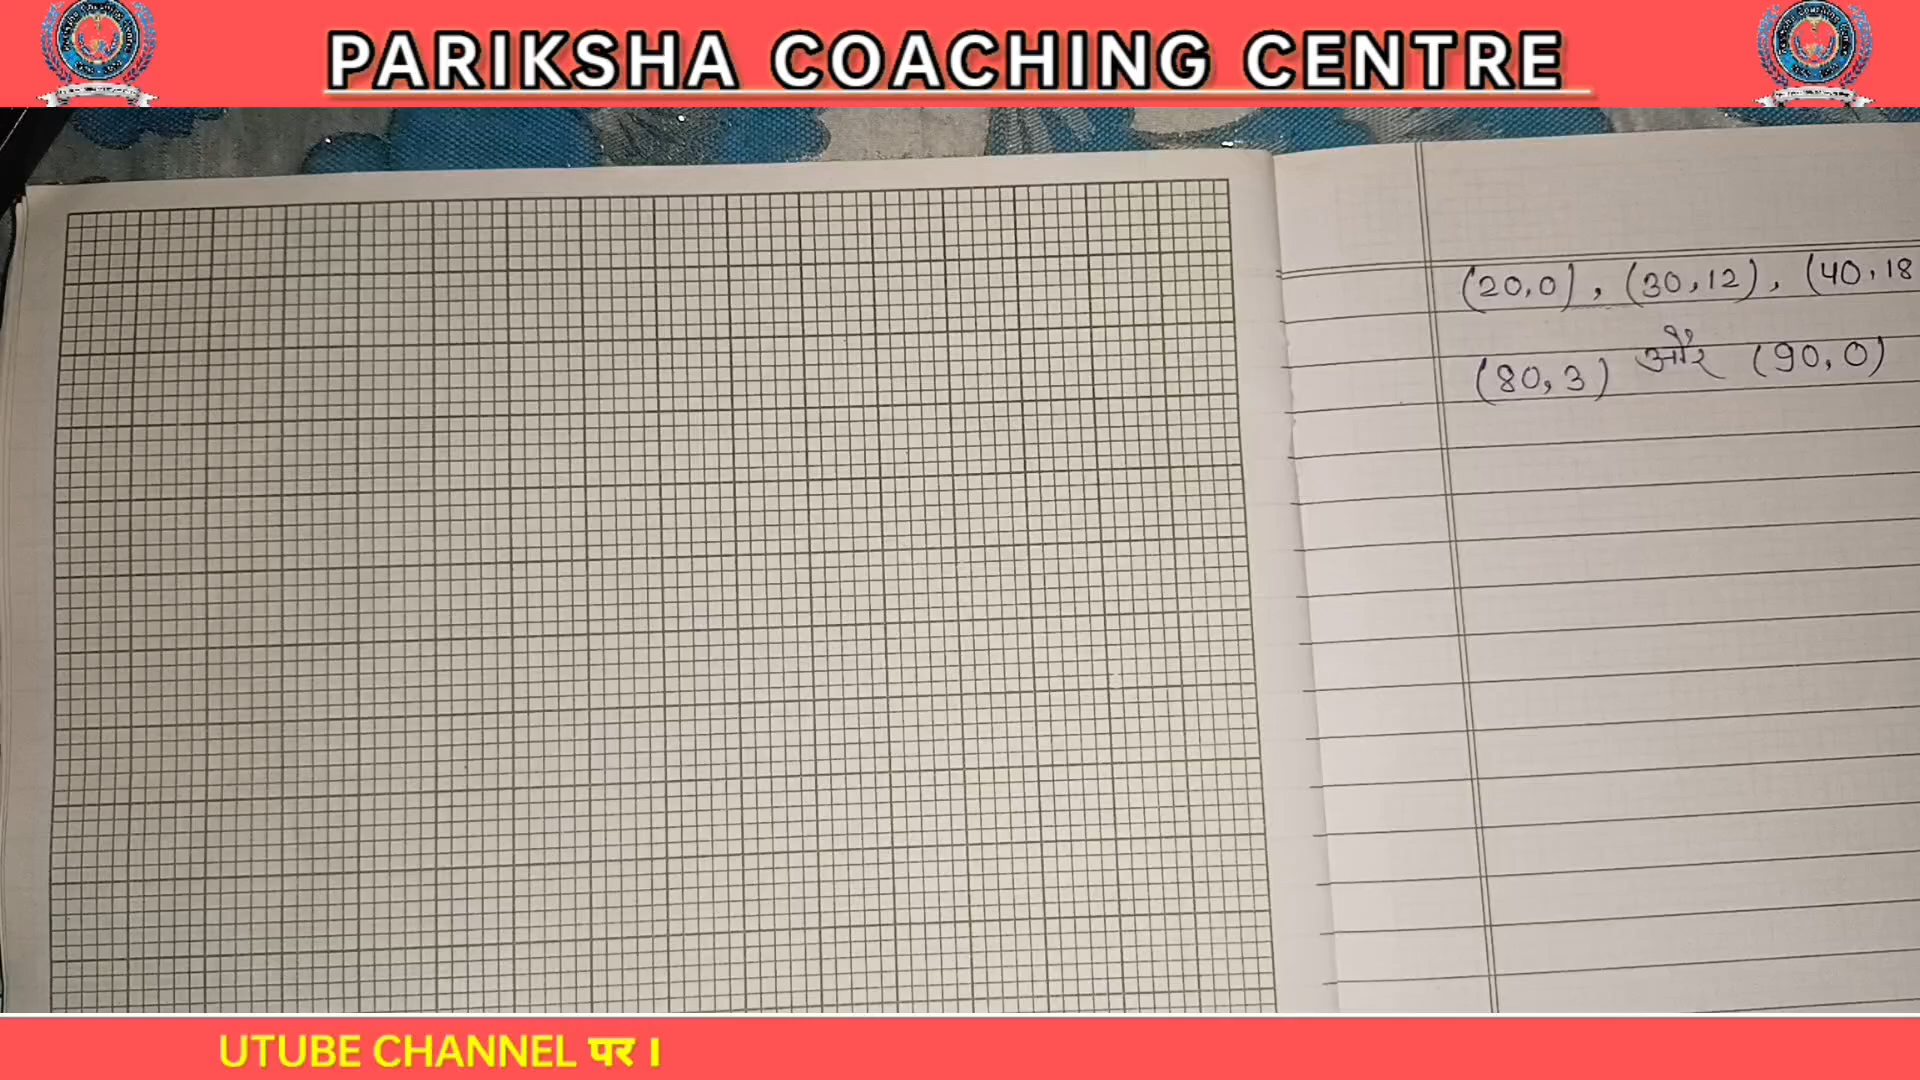 PARIKSHA COACHING CENTRE
(20,0), (30,12), (40,18
(80,3) और (90,0)
UTUBE CHANNEL पर ।